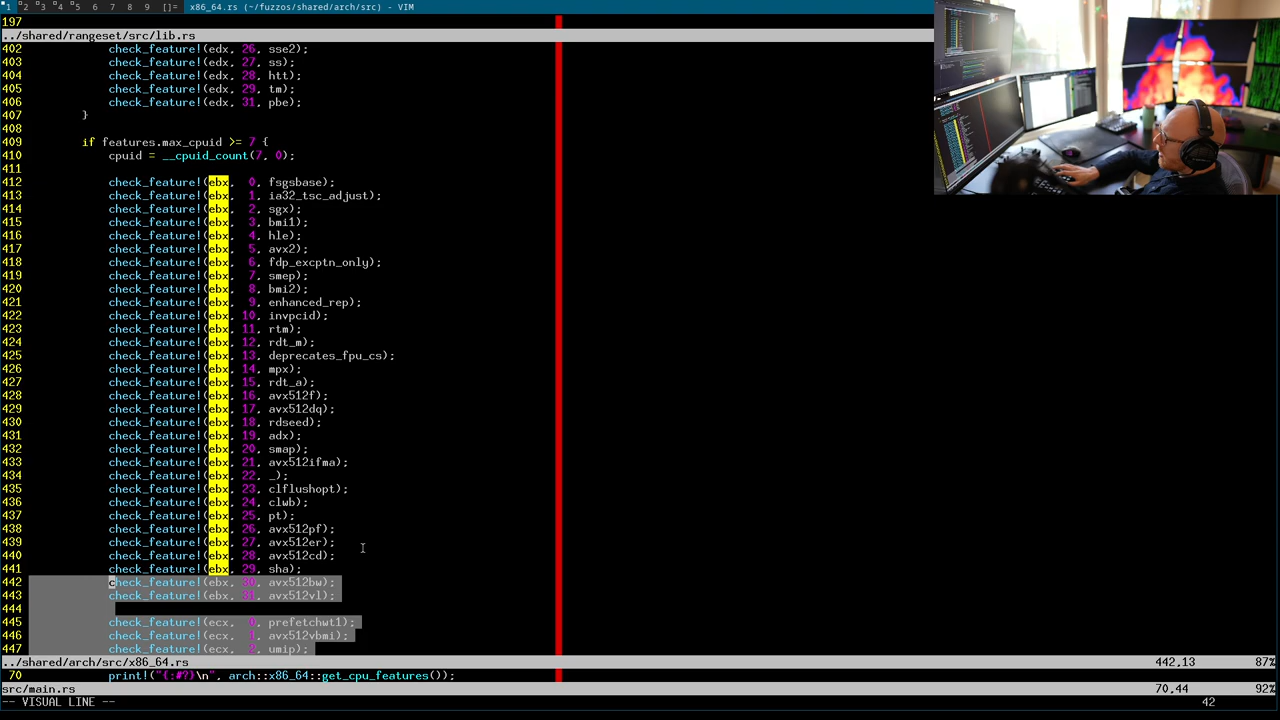 1 2 3 4 5 6 7 8 9 []= x86_64.rs (~/fuzzos/shared/arch/src) - VIM
197
../shared/rangeset/src/lib.rs
402 check_feature!(edx, 26, sse2);
403 check_feature!(edx, 27, ss);
404 check_feature!(edx, 28, htt);
405 check_feature!(edx, 29, tm);
406 check_feature!(edx, 31, pbe);
407 }
408
409 if features.max_cpuid >= 7 {
410 cpuid = __cpuid_count(7, 0);
411
412 check_feature!(ebx, 0, fsgsbase);
413 check_feature!(ebx, 1, ia32_tsc_adjust);
414 check_feature!(ebx, 2, sgx);
415 check_feature!(ebx, 3, bmi1);
416 check_feature!(ebx, 4, hle);
417 check_feature!(ebx, 5, avx2);
418 check_feature!(ebx, 6, fdp_excptn_only);
419 check_feature!(ebx, 7, smep);
420 check_feature!(ebx, 8, bmi2);
421 check_feature!(ebx, 9, enhanced_rep);
422 check_feature!(ebx, 10, invpcid);
423 check_feature!(ebx, 11, rtm);
424 check_feature!(ebx, 12, rdt_m);
425 check_feature!(ebx, 13, deprecates_fpu_cs);
426 check_feature!(ebx, 14, mpx);
427 check_feature!(ebx, 15, rdt_a);
428 check_feature!(ebx, 16, avx512f);
429 check_feature!(ebx, 17, avx512dq);
430 check_feature!(ebx, 18, rdseed);
431 check_feature!(ebx, 19, adx);
432 check_feature!(ebx, 20, smap);
433 check_feature!(ebx, 21, avx512ifma);
434 check_feature!(ebx, 22, _);
435 check_feature!(ebx, 23, clflushopt);
436 check_feature!(ebx, 24, clwb);
437 check_feature!(ebx, 25, pt);
438 check_feature!(ebx, 26, avx512pf);
439 check_feature!(ebx, 27, avx512er);
440 check_feature!(ebx, 28, avx512cd);
441 check_feature!(ebx, 29, sha);
442 check_feature!(ebx, 30, avx512bw);
443 check_feature!(ebx, 31, avx512vl);
444
445 check_feature!(ecx, 0, prefetchwt1);
446 check_feature!(ecx, 1, avx512vbmi);
447 check_feature!(ecx, 2, umip);
../shared/arch/src/x86_64.rs 442,13 87%
70 print!("{:#?}\n", arch::x86_64::get_cpu_features());
src/main.rs 70,44 92%
-- VISUAL LINE -- 42